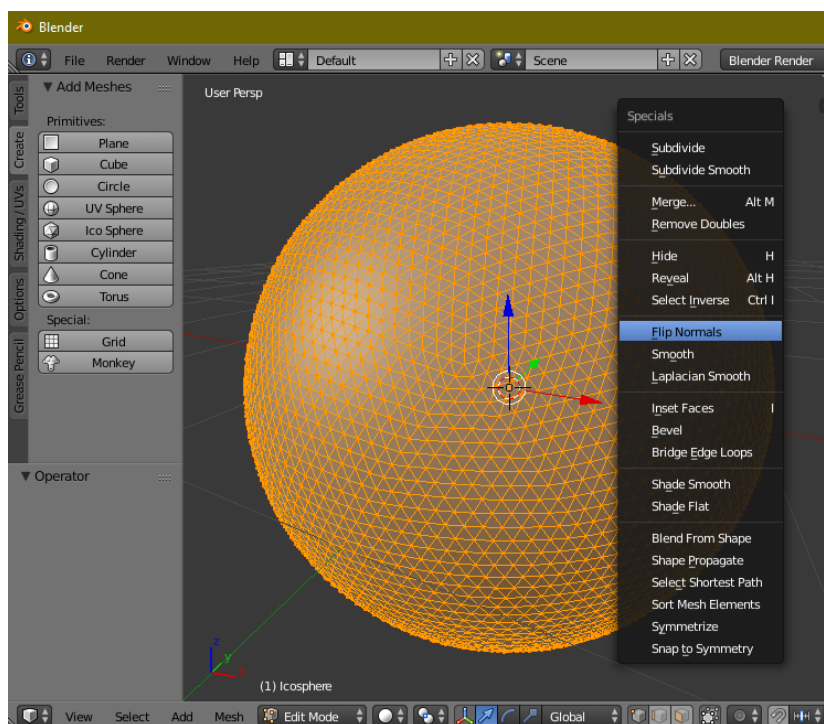 Blender
File Render Window Help Default Scene Blender Render
Tools
Create
Shading / UVs
Options
Grease Pencil
Add Meshes
Primitives:
Plane
Cube
Circle
UV Sphere
Ico Sphere
Cylinder
Cone
Torus
Special:
Grid
Monkey
Operator
User Persp
Specials
Subdivide
Subdivide Smooth
Merge... Alt M
Remove Doubles
Hide H
Reveal Alt H
Select Inverse Ctrl I
Flip Normals
Smooth
Laplacian Smooth
Inset Faces I
Bevel
Bridge Edge Loops
Shade Smooth
Shade Flat
Blend From Shape
Shape Propagate
Select Shortest Path
Sort Mesh Elements
Symmetrize
Snap to Symmetry
z
y
x
(1) Icosphere
View Select Add Mesh Edit Mode Global